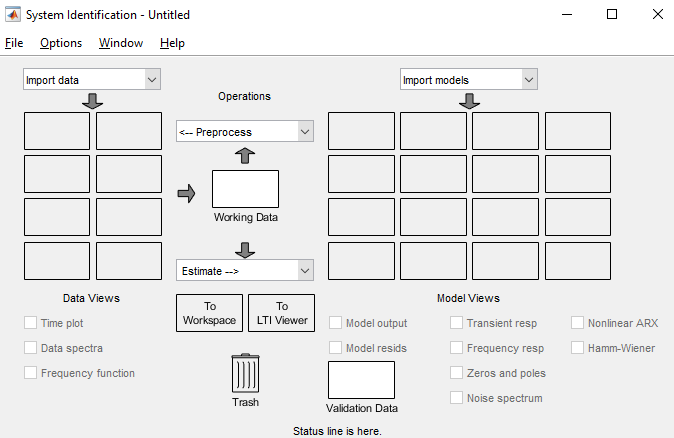 System Identification - Untitled
File Options Window Help
Import data
Import models
Operations
<-- Preprocess
Working Data
Estimate -->
Data Views
Time plot
Data spectra
Frequency function
To
Workspace
To
LTI Viewer
Trash
Model Views
Model output
Model resids
Transient resp
Frequency resp
Zeros and poles
Noise spectrum
Nonlinear ARX
Hamm-Wiener
Validation Data
Status line is here.